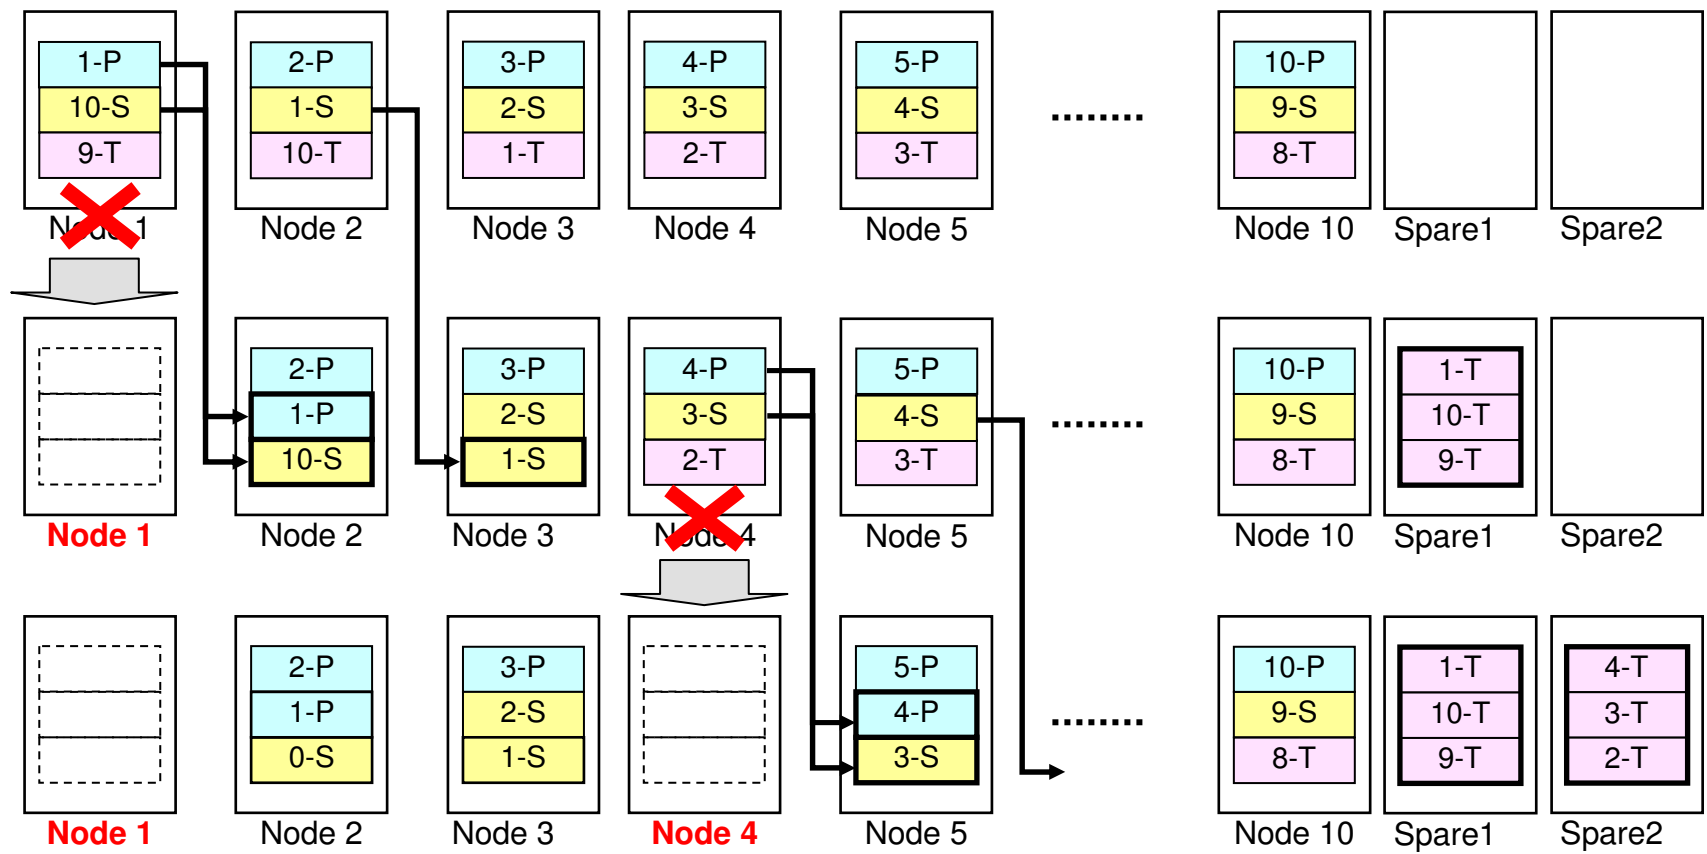 1-P 2-P 3-P 4-P 5-P 10-P
10-S 1-S 2-S 3-S 4-S 9-S
9-T 10-T 1-T 2-T 3-T 8-T
Node 1 Node 2 Node 3 Node 4 Node 5 Node 10 Spare1 Spare2
2-P 3-P 4-P 5-P 10-P 1-T
1-P 2-S 3-S 4-S 9-S 10-T
10-S 1-S 2-T 3-T 8-T 9-T
Node 1 Node 2 Node 3 Node 4 Node 5 Node 10 Spare1 Spare2
2-P 3-P 5-P 10-P 1-T 4-T
1-P 2-S 4-P 9-S 10-T 3-T
0-S 1-S 3-S 8-T 9-T 2-T
Node 1 Node 2 Node 3 Node 4 Node 5 Node 10 Spare1 Spare2